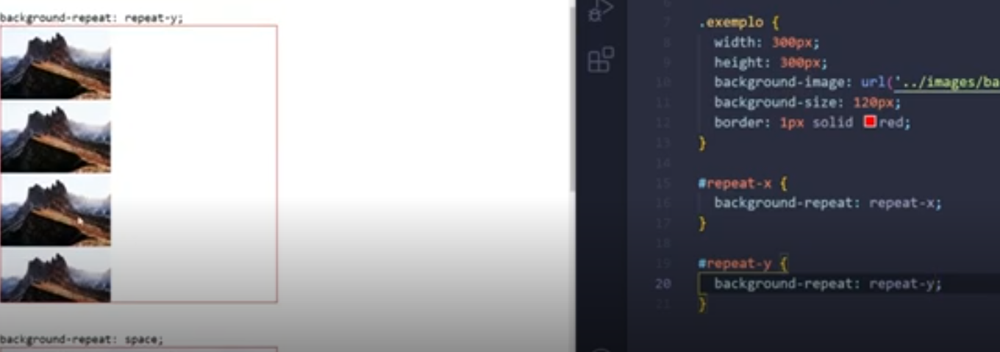 background-repeat: repeat-y;
background-repeat: space;
6
7 .exemplo {
8 width: 300px;
9 height: 300px;
10 background-image: url('../images/ba
11 background-size: 120px;
12 border: 1px solid red;
13 }
14
15 #repeat-x {
16 background-repeat: repeat-x;
17 }
18
19 #repeat-y {
20 background-repeat: repeat-y;
21 }